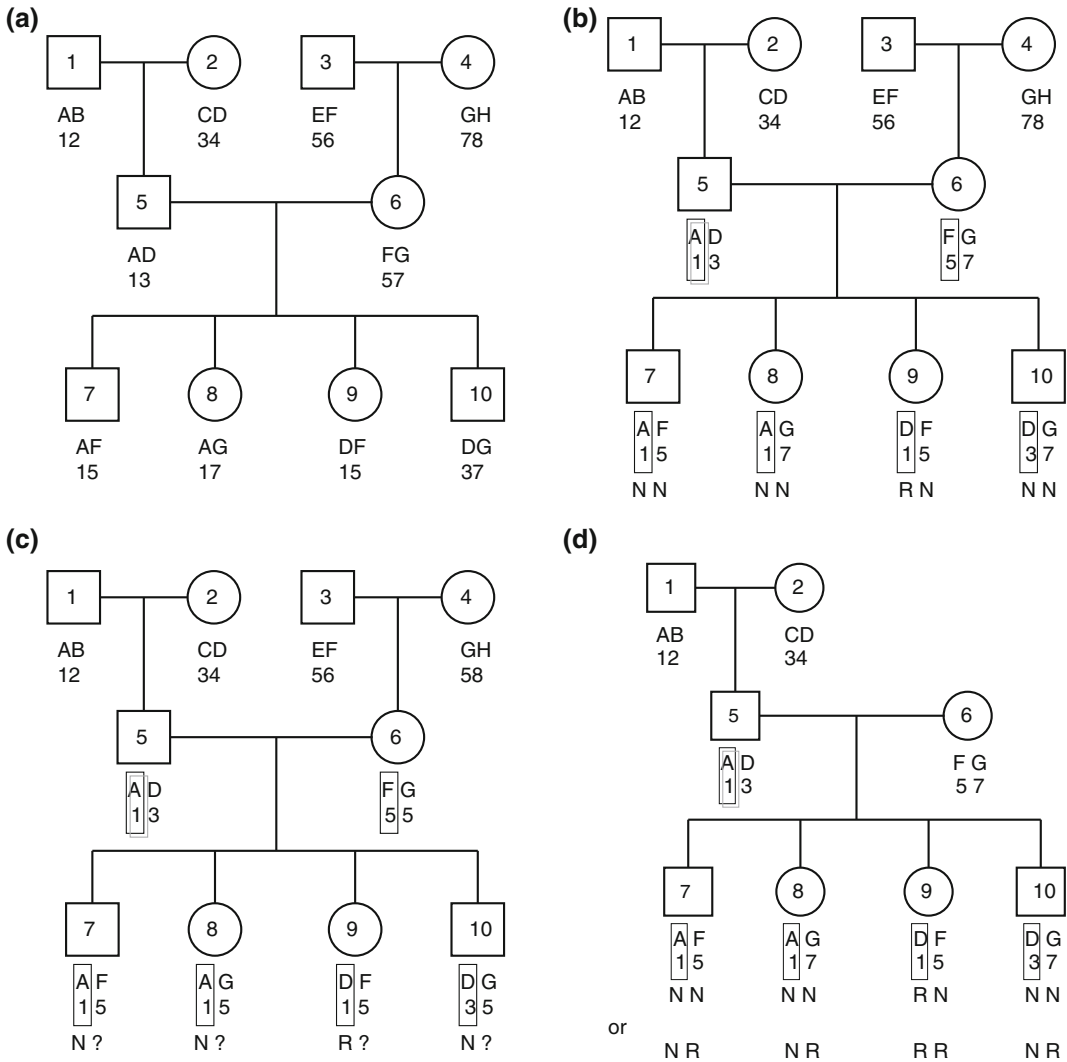 (a)
1 2 3 4
AB CD EF GH
12 34 56 78
5 6
AD FG
13 57
7 8 9 10
AF AG DF DG
15 17 15 37
(b)
1 2 3 4
AB CD EF GH
12 34 56 78
5 6
A D F G
1 3 5 7
7 8 9 10
A F A G D F D G
1 5 1 7 1 5 3 7
N N N N R N N N
(c)
1 2 3 4
AB CD EF GH
12 34 56 58
5 6
A D F G
1 3 5 5
7 8 9 10
A F A G D F D G
1 5 1 5 1 5 3 5
N ? N ? R ? N ?
(d)
1 2
AB CD
12 34
5 6
A D F G
1 3 5 7
7 8 9 10
A F A G D F D G
1 5 1 7 1 5 3 7
N N N N R N N N
or
N R N R R R N R